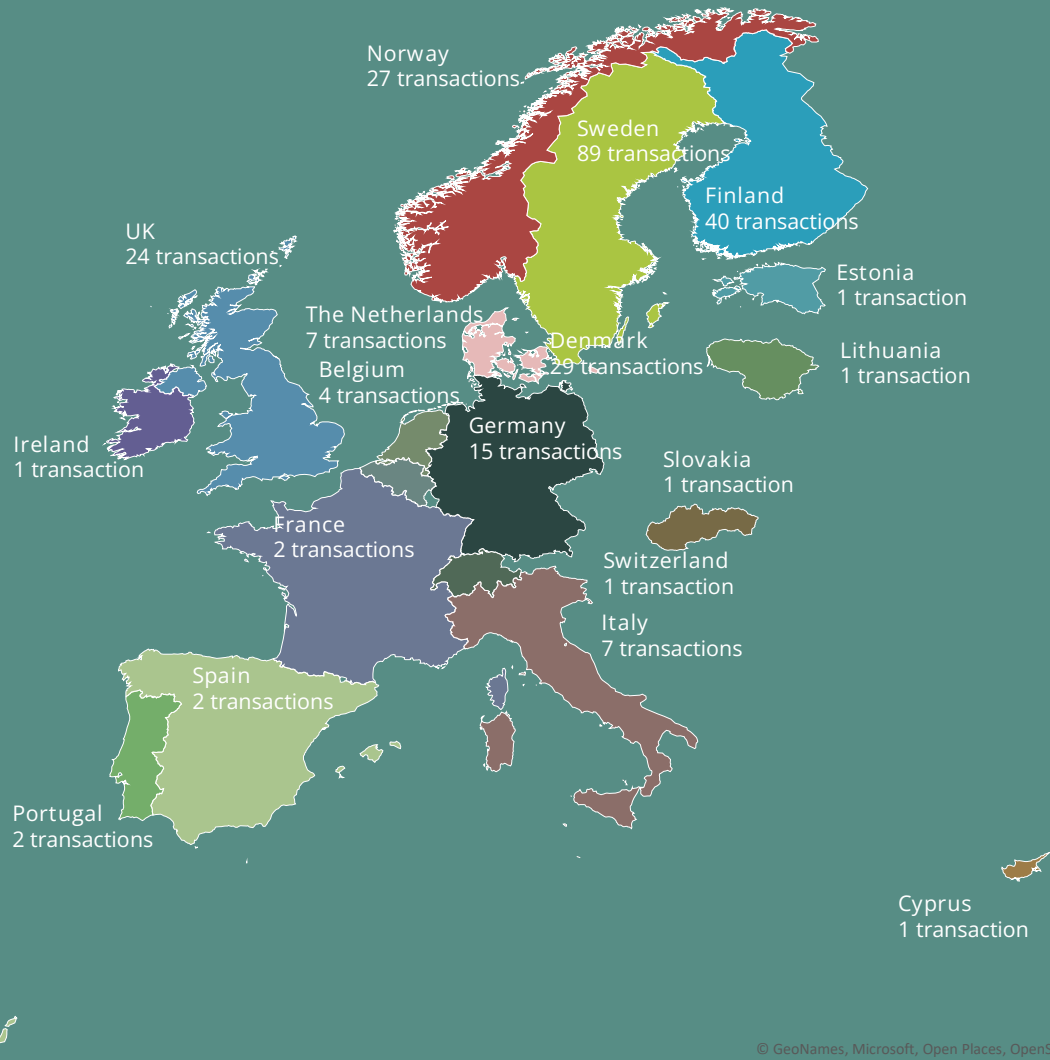 Norway
27 transactions
Sweden
89 transactions
Finland
40 transactions
UK
24 transactions
Estonia
1 transaction
The Netherlands
7 transactions
Denmark
29 transactions
Lithuania
1 transaction
Belgium
4 transactions
Germany
15 transactions
Ireland
1 transaction
Slovakia
1 transaction
France
2 transactions
Switzerland
1 transaction
Italy
7 transactions
Spain
2 transactions
Portugal
2 transactions
Cyprus
1 transaction
© GeoNames, Microsoft, Open Places, OpenS